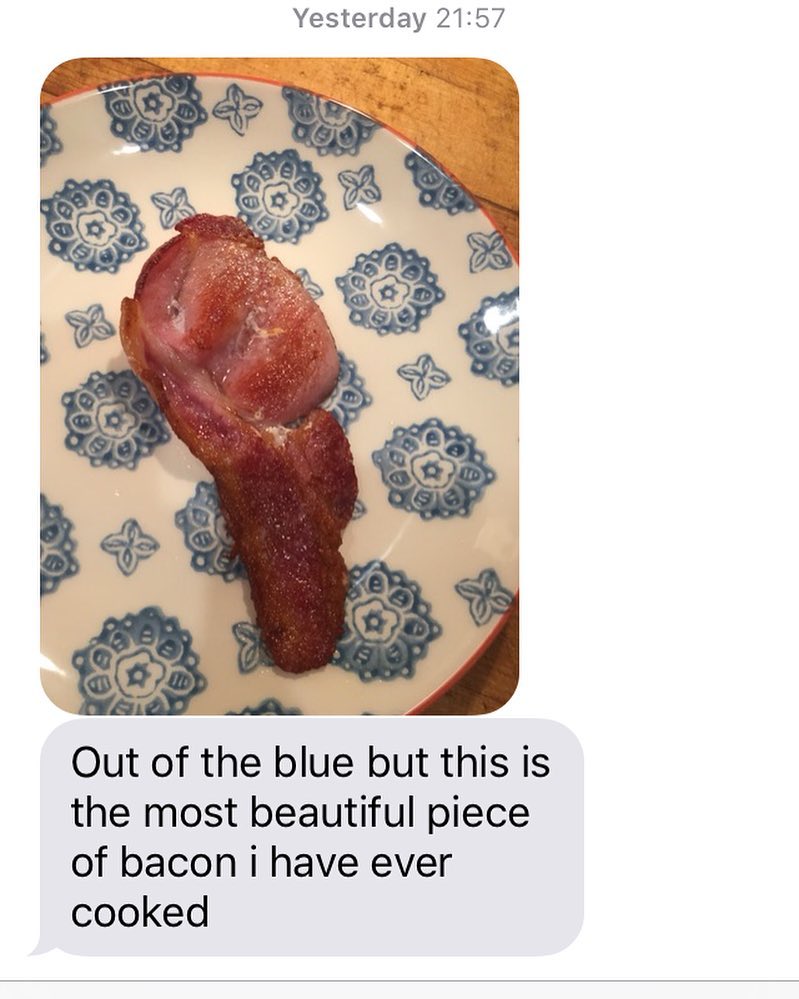 Yesterday 21:57
Out of the blue but this is
the most beautiful piece
of bacon i have ever
cooked